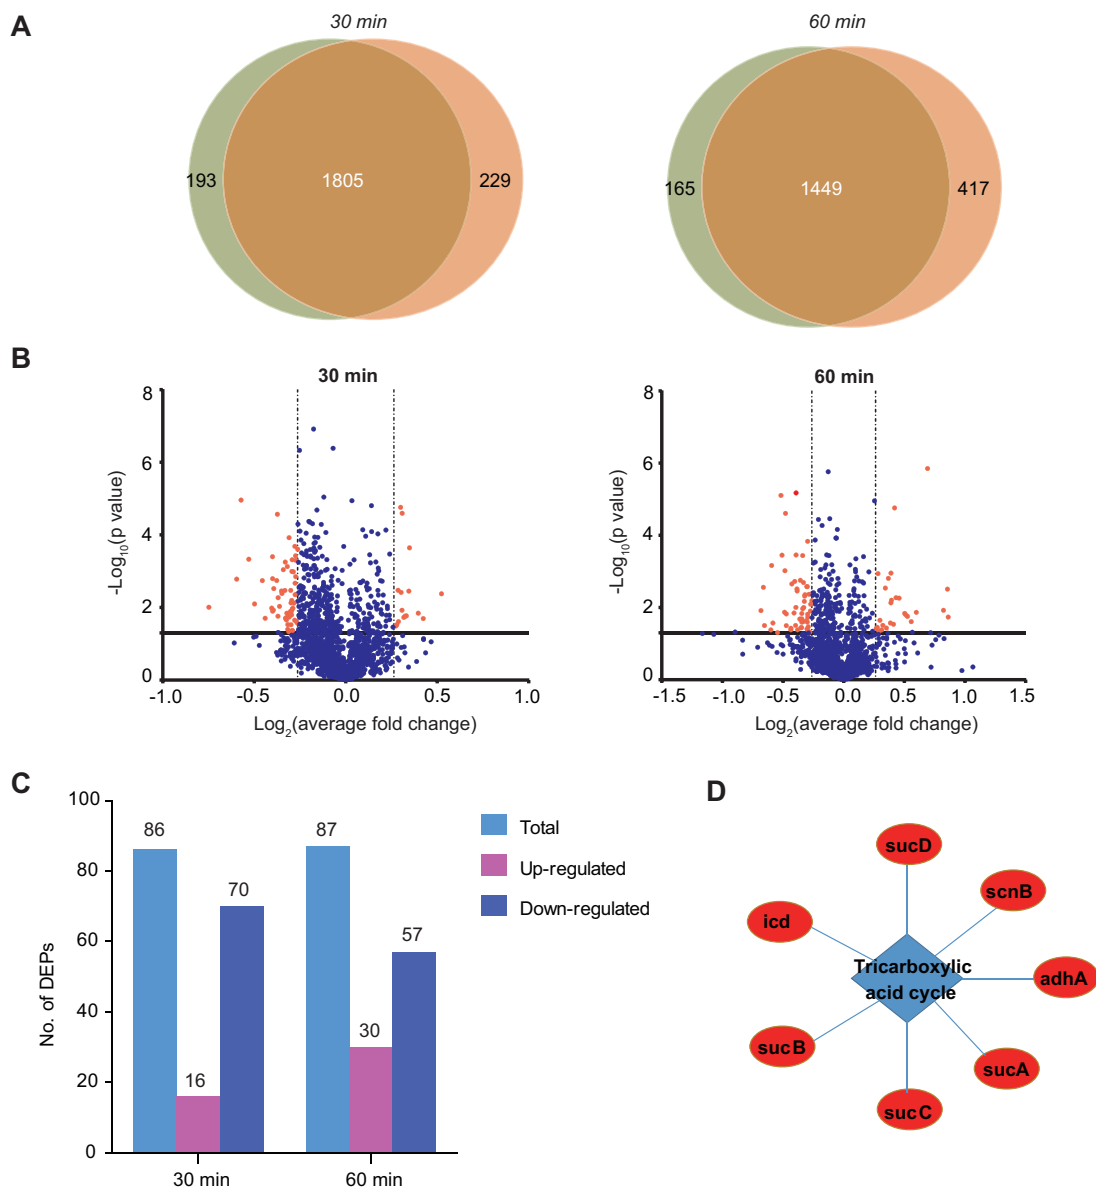 A
30 min
60 min
193
1805
229
165
1449
417
B
30 min
60 min
8
6
4
2
0
-Log10(p value)
-1.0
-0.5
0.0
0.5
1.0
Log2(average fold change)
8
6
4
2
0
-Log10(p value)
-1.5
-1.0
-0.5
0.0
0.5
1.0
1.5
Log2(average fold change)
C
100
80
60
40
20
0
No. of DEPs
86
16
70
87
30
57
30 min
60 min
Total
Up-regulated
Down-regulated
D
sucD
scnB
icd
Tricarboxylic
acid cycle
adhA
sucB
sucA
sucC